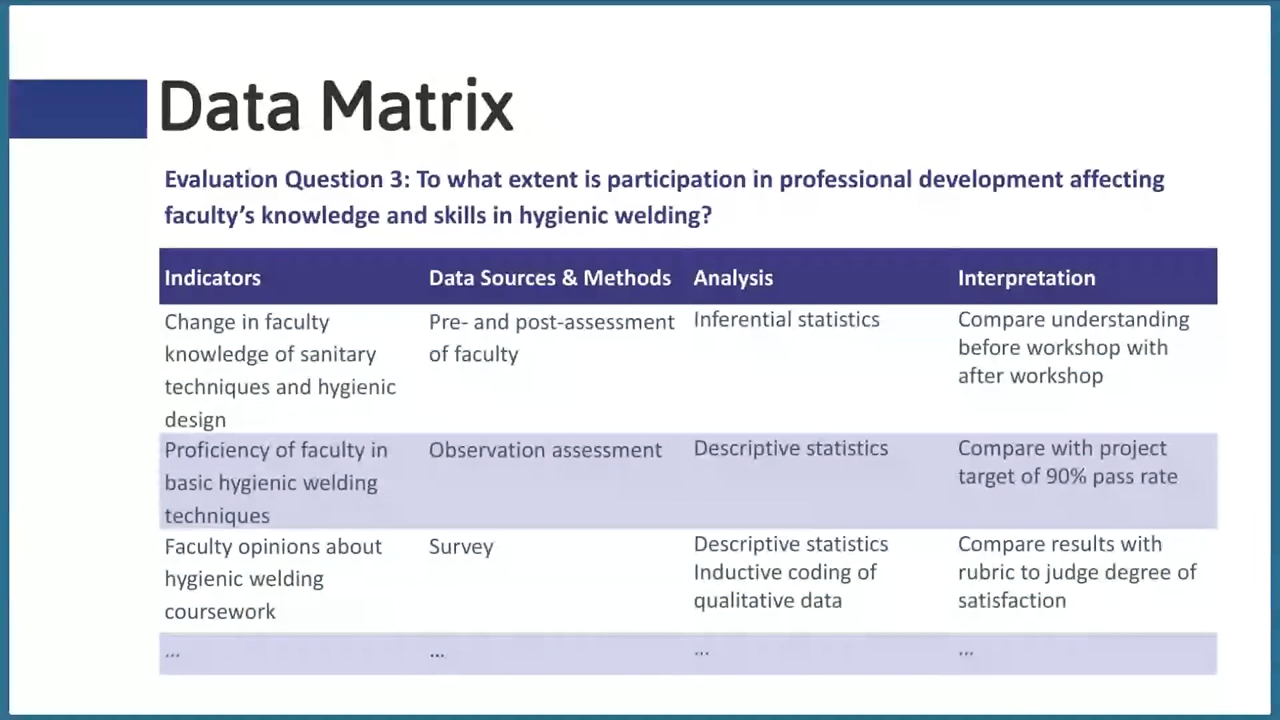 Data Matrix
Evaluation Question 3: To what extent is participation in professional development affecting
faculty’s knowledge and skills in hygienic welding?
Indicators
Data Sources & Methods
Analysis
Interpretation
Change in faculty
knowledge of sanitary
techniques and hygienic
design
Pre- and post-assessment
of faculty
Inferential statistics
Compare understanding
before workshop with
after workshop
Proficiency of faculty in
basic hygienic welding
techniques
Observation assessment
Descriptive statistics
Compare with project
target of 90% pass rate
Faculty opinions about
hygienic welding
coursework
Survey
Descriptive statistics
Inductive coding of
qualitative data
Compare results with
rubric to judge degree of
satisfaction
...
...
...
...